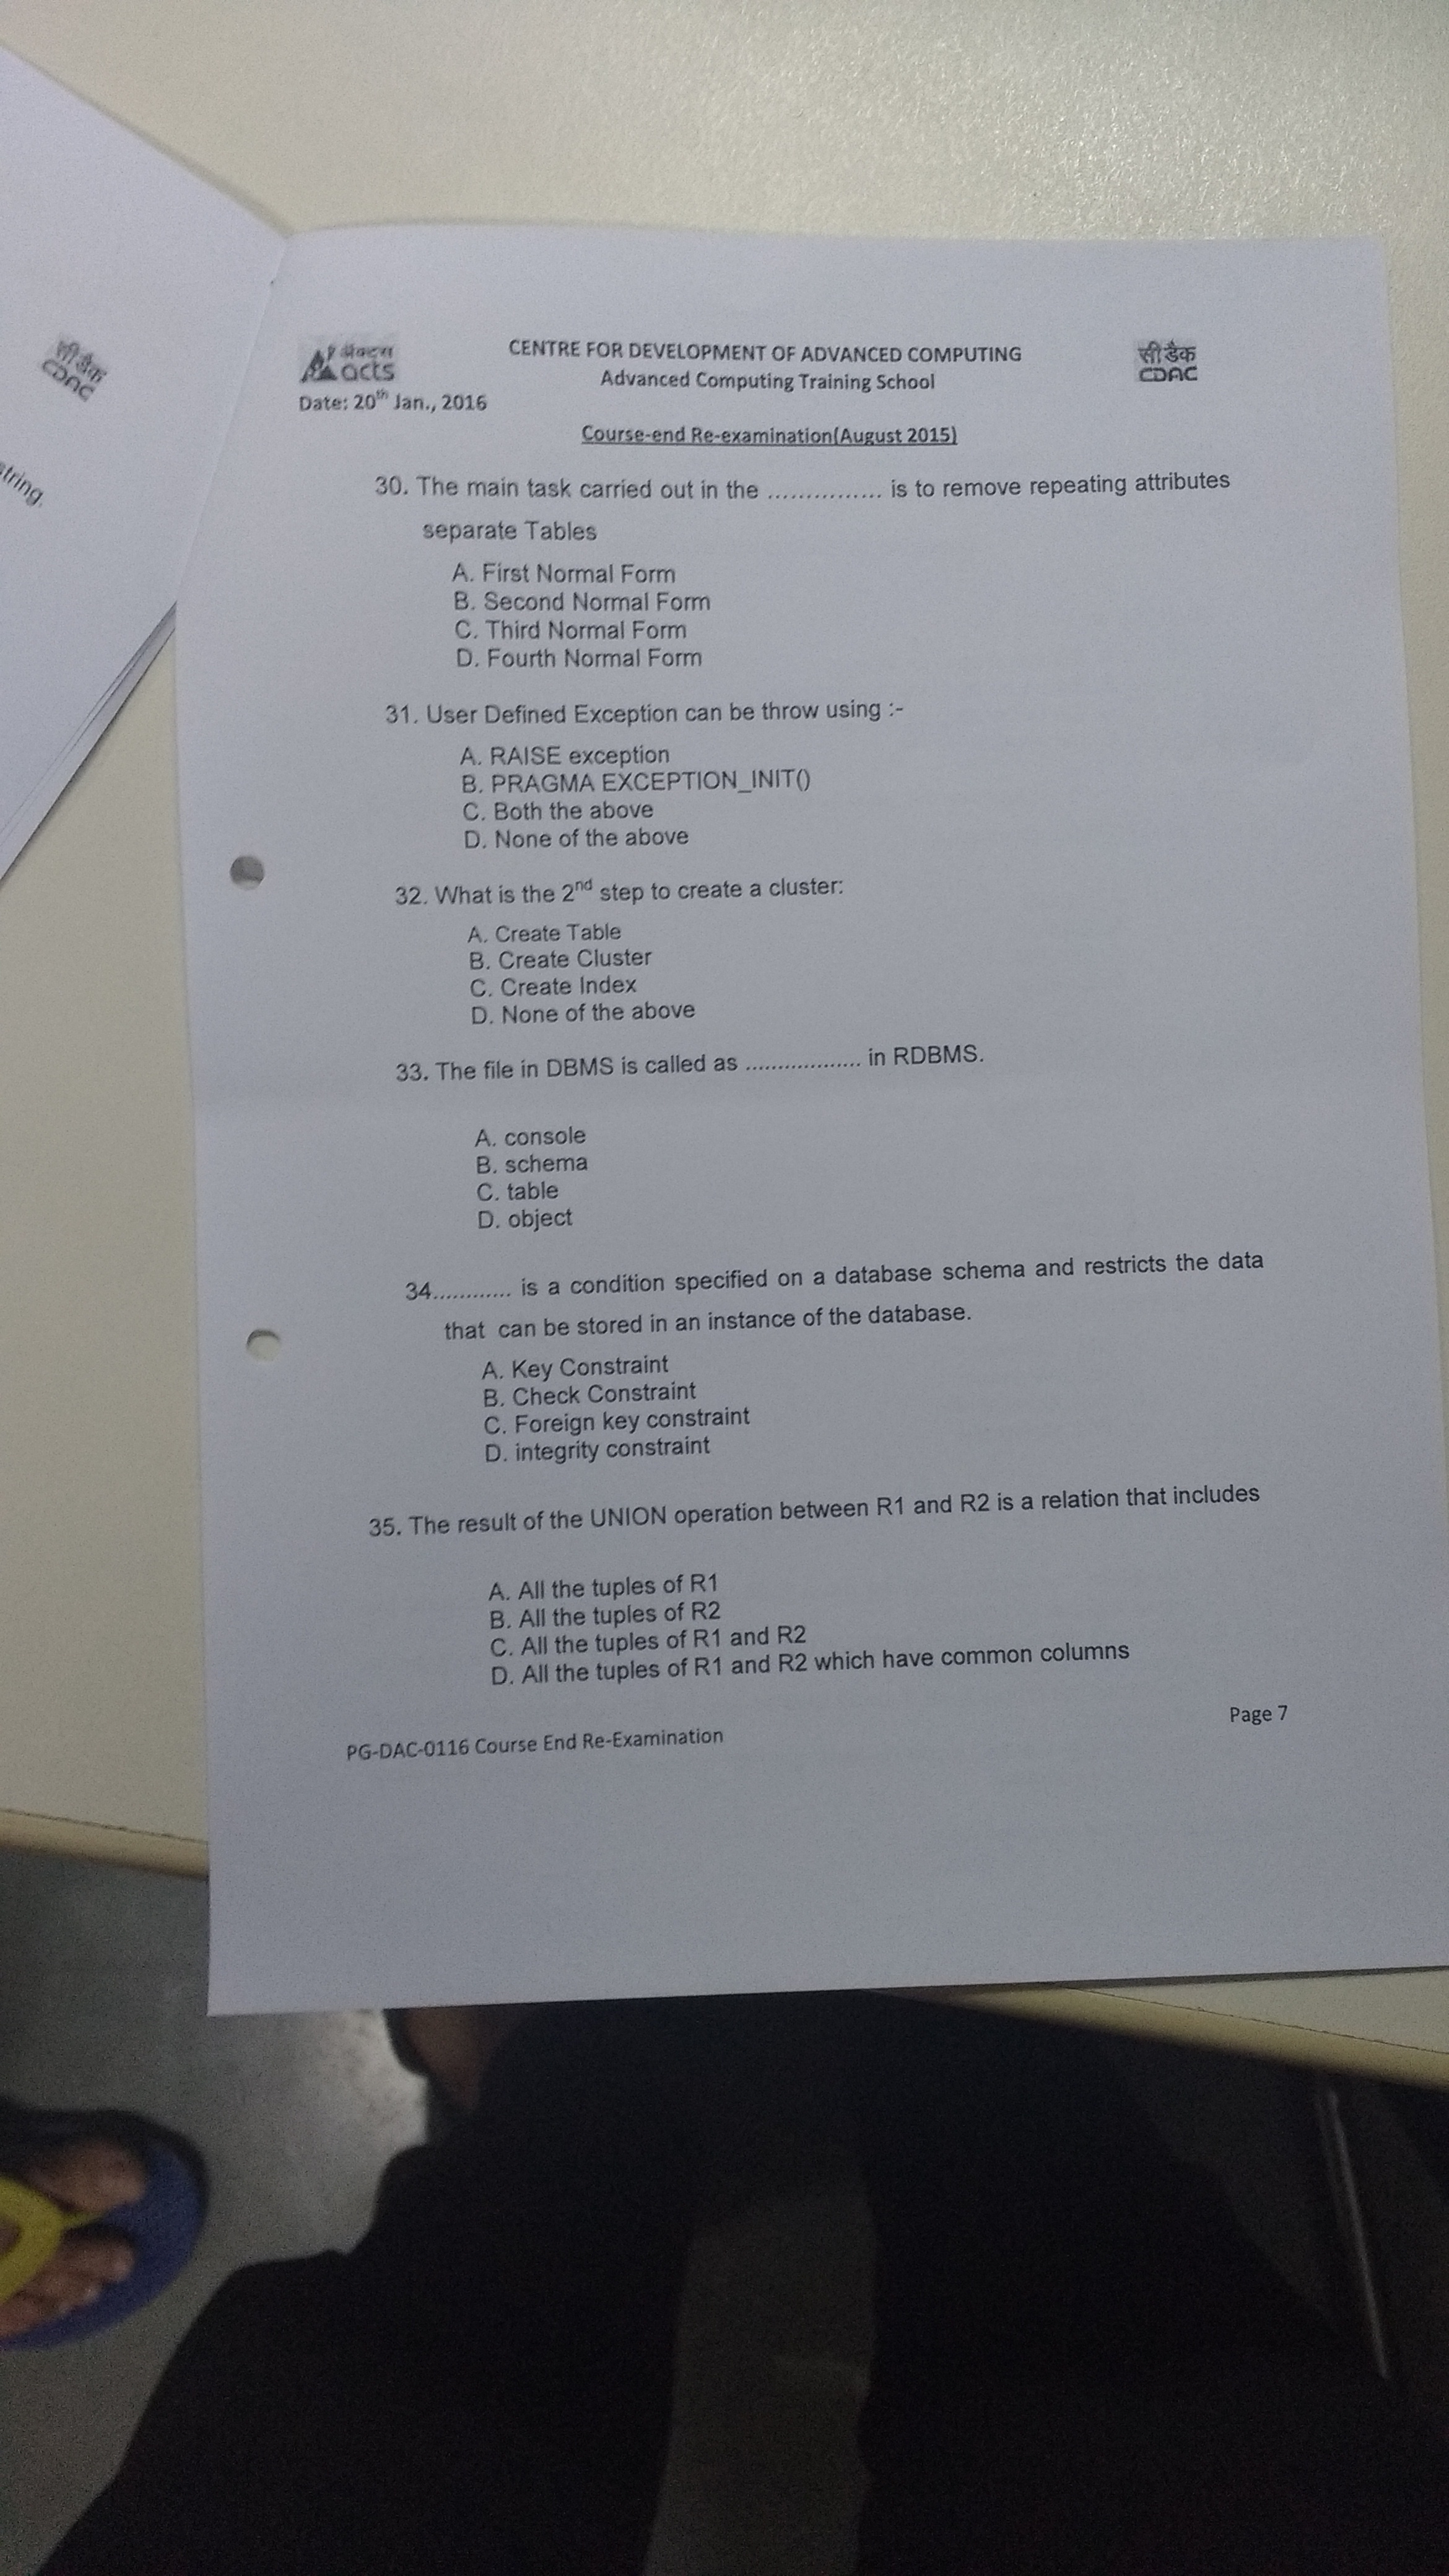 सी डैक
CDAC
string.
ॲक्टस
acts
CENTRE FOR DEVELOPMENT OF ADVANCED COMPUTING
सी डैक
CDAC
Advanced Computing Training School
Date: 20th Jan., 2016
Course-end Re-examination(August 2015)
30. The main task carried out in the ............... is to remove repeating attributes
separate Tables
A. First Normal Form
B. Second Normal Form
C. Third Normal Form
D. Fourth Normal Form
31. User Defined Exception can be throw using :-
A. RAISE exception
B. PRAGMA EXCEPTION_INIT()
C. Both the above
D. None of the above
32. What is the 2nd step to create a cluster:
A. Create Table
B. Create Cluster
C. Create Index
D. None of the above
33. The file in DBMS is called as .................. in RDBMS.
A. console
B. schema
C. table
D. object
34............. is a condition specified on a database schema and restricts the data
that can be stored in an instance of the database.
A. Key Constraint
B. Check Constraint
C. Foreign key constraint
D. integrity constraint
35. The result of the UNION operation between R1 and R2 is a relation that includes
A. All the tuples of R1
B. All the tuples of R2
C. All the tuples of R1 and R2
D. All the tuples of R1 and R2 which have common columns
Page 7
PG-DAC-0116 Course End Re-Examination